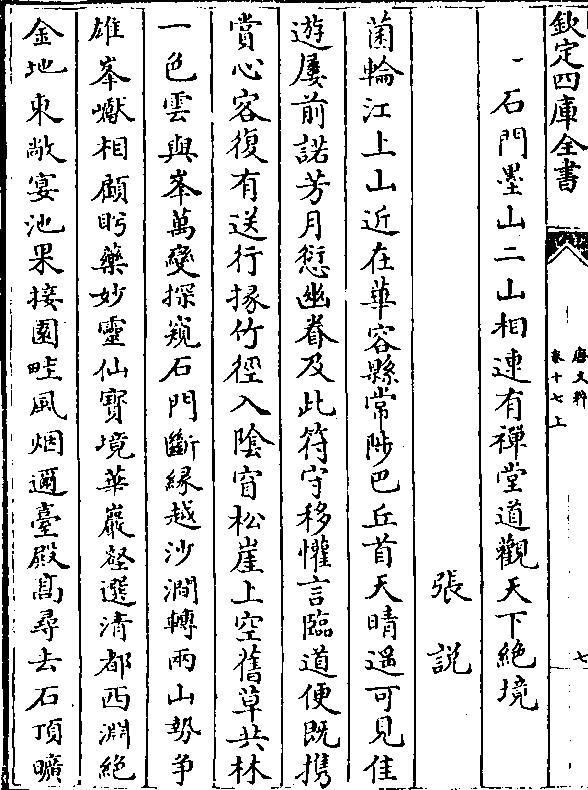 欽定四庫全書
唐文粹
卷十七上
七
石門墨山二山相連有禪堂道觀天下絶境
張説
菌輪江上山近在華容縣常陟巴丘首天晴遥可見佳
遊屢前諾芳月愆幽眷及此符守移懽言臨道便既攜
賞心客復有送行掾竹徑入陰窅松崖上空舊草共林
一色雲與峯萬變探窺石門斷縁越沙澗轉兩山勢争
雄峯巘相顧眄藥妙靈仙寳境華巖壑選清都西淵絶
金地東敞宴池果接園畦風烟邇臺殿高尋去石頂曠